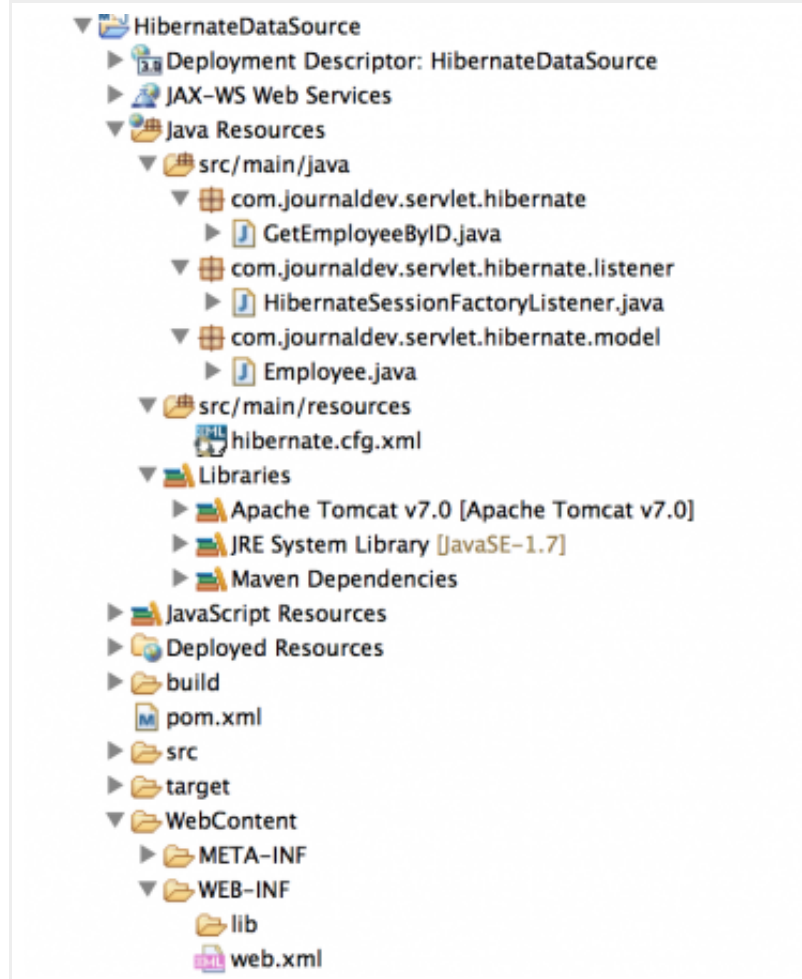 HibernateDataSource
Deployment Descriptor: HibernateDataSource
JAX-WS Web Services
Java Resources
src/main/java
com.journaldev.servlet.hibernate
GetEmployeeByID.java
com.journaldev.servlet.hibernate.listener
HibernateSessionFactoryListener.java
com.journaldev.servlet.hibernate.model
Employee.java
src/main/resources
hibernate.cfg.xml
Libraries
Apache Tomcat v7.0 [Apache Tomcat v7.0]
JRE System Library [JavaSE-1.7]
Maven Dependencies
JavaScript Resources
Deployed Resources
build
pom.xml
src
target
WebContent
META-INF
WEB-INF
lib
web.xml